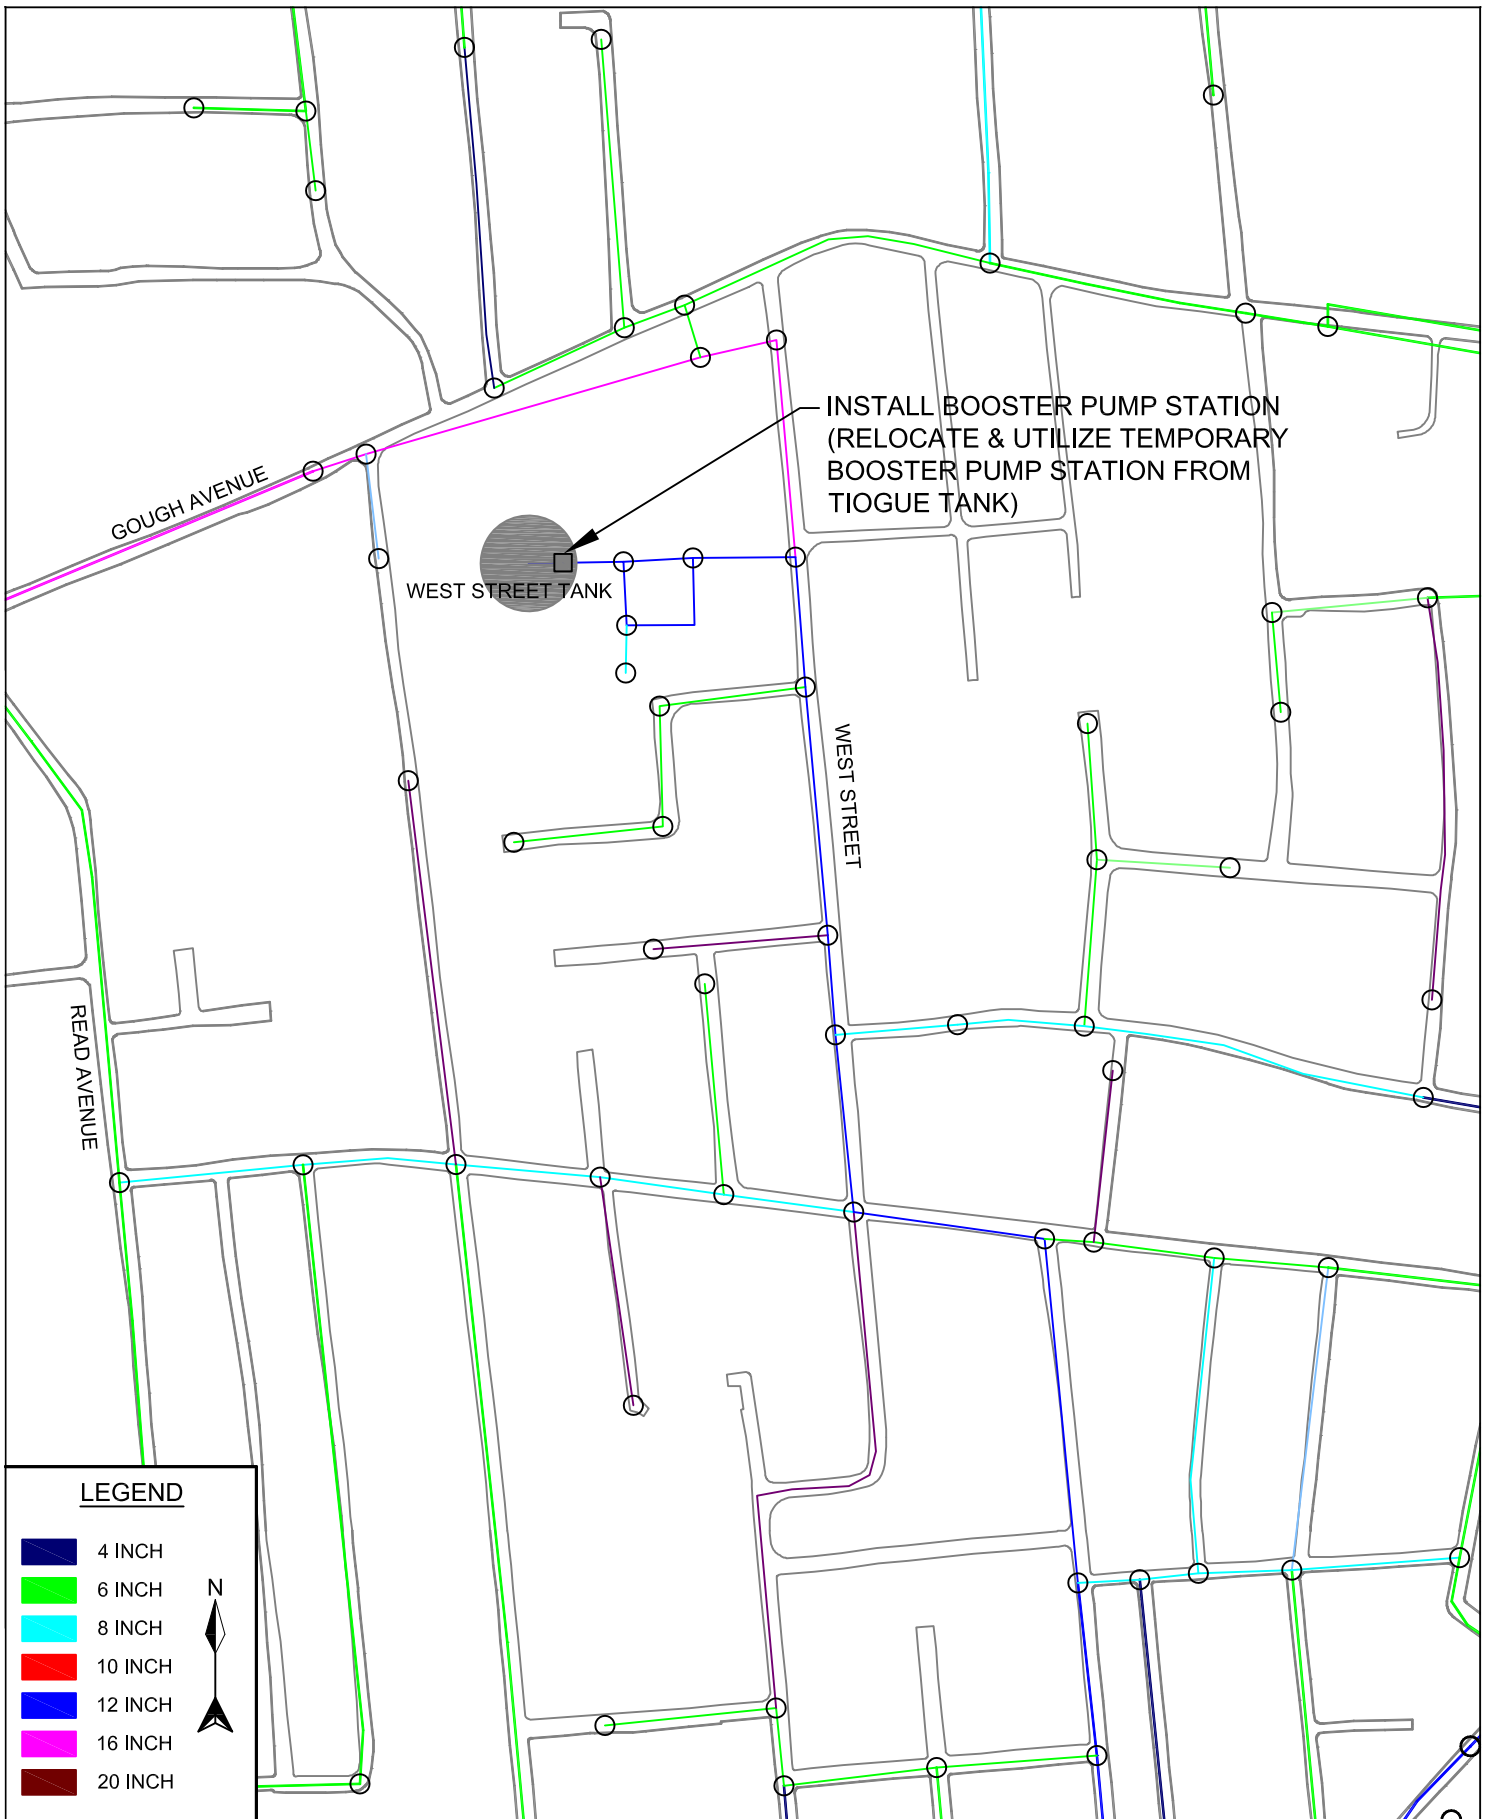 INSTALL BOOSTER PUMP STATION
(RELOCATE & UTILIZE TEMPORARY
BOOSTER PUMP STATION FROM
TIOGUE TANK)
GOUGH AVENUE
WEST STREET TANK
WEST STREET
READ AVENUE
LEGEND
4 INCH
6 INCH
8 INCH
10 INCH
12 INCH
16 INCH
20 INCH
N